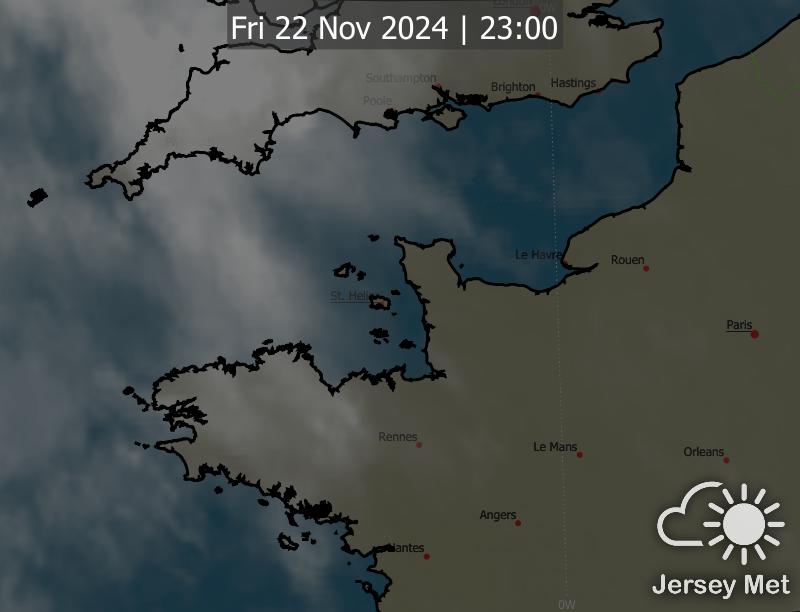 London
Fri 22 Nov 2024 | 23:00
Southampton
Brighton
Hastings
Poole
Le Havre
Rouen
St. Helier
Paris
Rennes
Le Mans
Orleans
Angers
Nantes
Jersey Met
0W